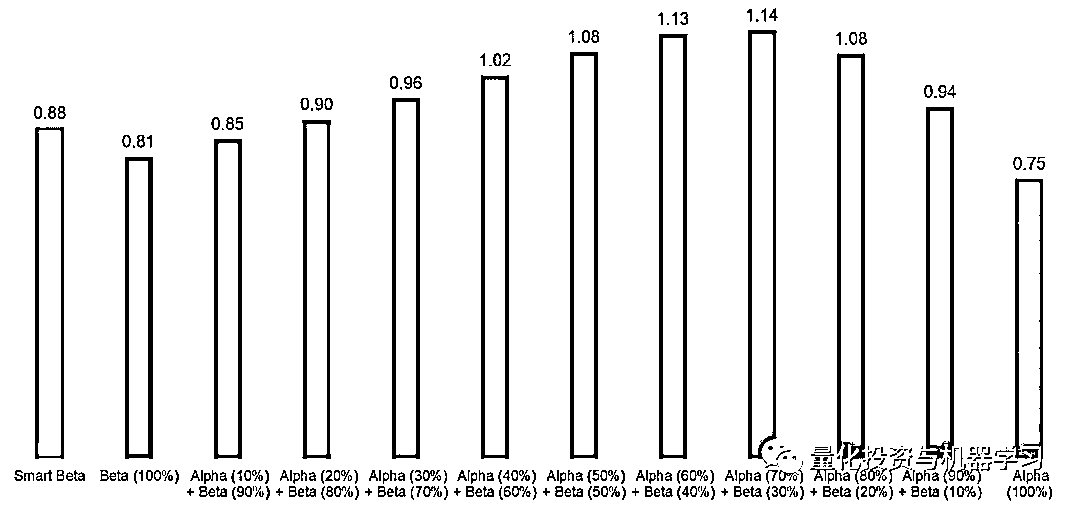 0.88
0.81
0.85
0.90
0.96
1.02
1.08
1.13
1.14
1.08
0.94
0.75
Smart Beta
Beta (100%)
Alpha (10%)
+ Beta (90%)
Alpha (20%)
+ Beta (80%)
Alpha (30%)
+ Beta (70%)
Alpha (40%)
+ Beta (60%)
Alpha (50%)
+ Beta (50%)
Alpha (60%)
+ Beta (40%)
Alpha (70%)
+ Beta (30%)
Alpha (80%)
+ Beta (20%)
Alpha (90%)
+ Beta (10%)
Alpha
(100%)
量化投资与机器学习